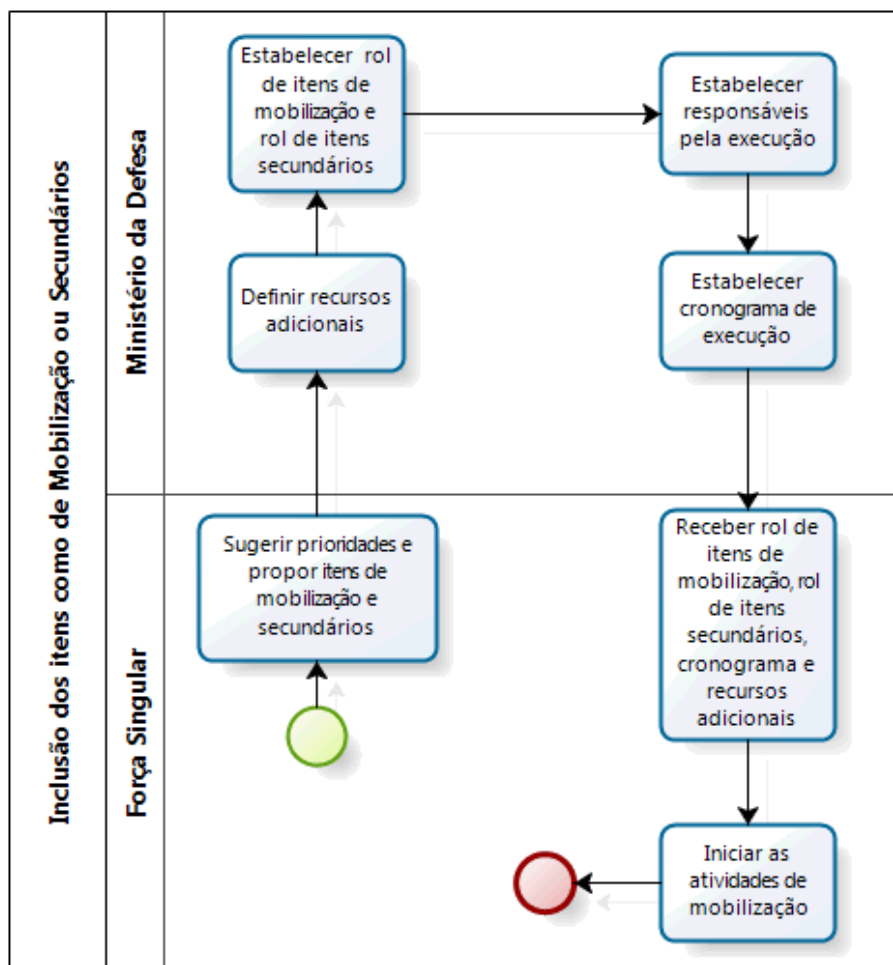 Inclusão dos itens como de Mobilização ou Secundários
Ministério da Defesa
Estabelecer rol
de itens de
mobilização e
rol de itens
secundários
Estabelecer
responsáveis
pela execução
Definir recursos
adicionais
Estabelecer
cronograma de
execução
Força Singular
Sugerir prioridades e
propor itens de
mobilização e
secundários
Receber rol de
itens de
mobilização, rol
de itens
secundários,
cronograma e
recursos
adicionais
Iniciar as
atividades de
mobilização